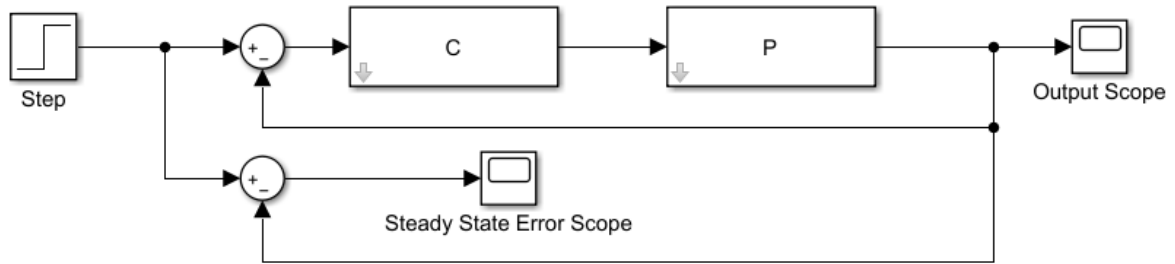 C
P
Step
Output Scope
+
−
+
−
Steady State Error Scope